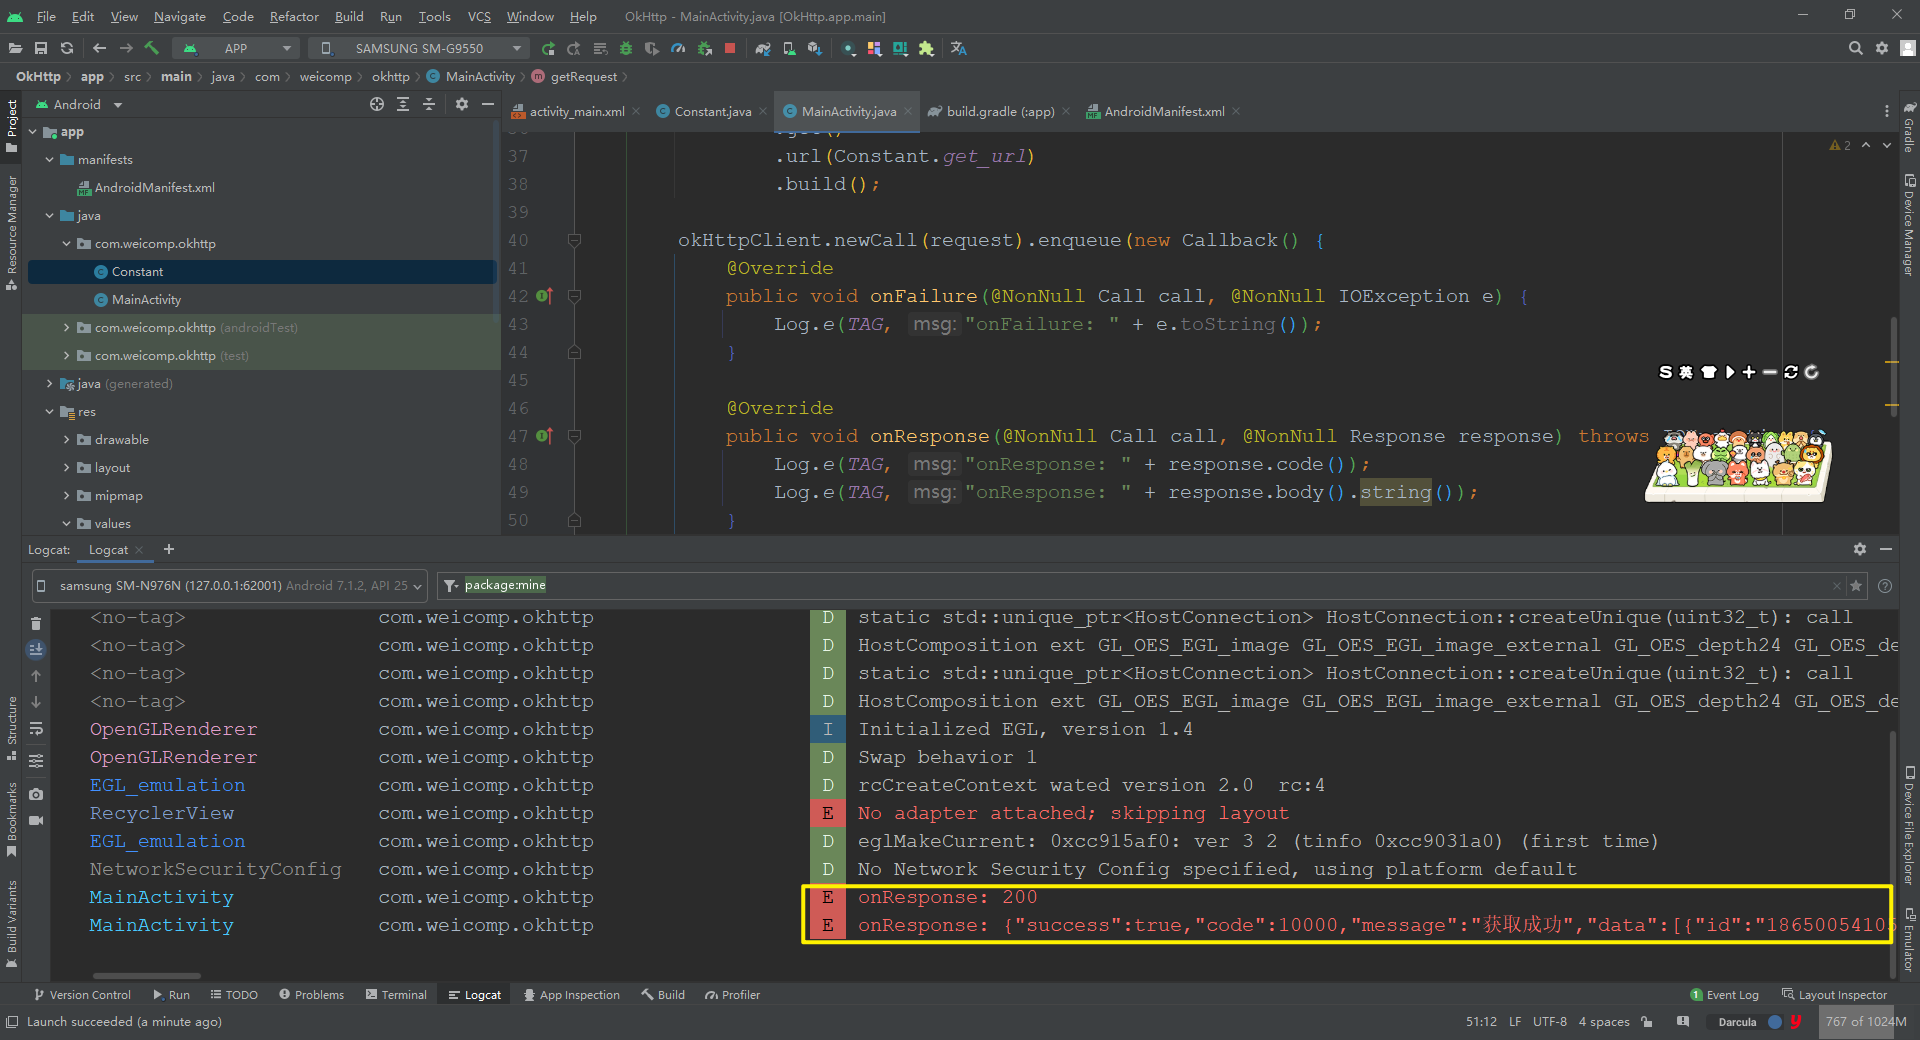 File Edit View Navigate Code Refactor Build Run Tools VCS Window Help OkHttp - MainActivity.java [OkHttp.app.main]
APP SAMSUNG SM-G9550
OkHttp app src main java com weicomp okhttp MainActivity getRequest
Project
Resource Manager
Structure
Bookmarks
Build Variants
Android
app
manifests
AndroidManifest.xml
java
com.weicomp.okhttp
Constant
MainActivity
com.weicomp.okhttp (androidTest)
com.weicomp.okhttp (test)
java (generated)
res
drawable
layout
mipmap
values
activity_main.xml Constant.java MainActivity.java build.gradle (:app) AndroidManifest.xml
2
37 .url(Constant.get_url)
38 .build();
39
40 okHttpClient.newCall(request).enqueue(new Callback() {
41 @Override
42 public void onFailure(@NonNull Call call, @NonNull IOException e) {
43 Log.e(TAG, msg: "onFailure: " + e.toString());
44 }
45
46 @Override
47 public void onResponse(@NonNull Call call, @NonNull Response response) throws
48 Log.e(TAG, msg: "onResponse: " + response.code());
49 Log.e(TAG, msg: "onResponse: " + response.body().string());
50 }
S 英
Gradle
Device Manager
Device File Explorer
Emulator
Logcat: Logcat
samsung SM-N976N (127.0.0.1:62001) Android 7.1.2, API 25 package:mine
<no-tag> com.weicomp.okhttp D static std::unique_ptr<HostConnection> HostConnection::createUnique(uint32_t): call
<no-tag> com.weicomp.okhttp D HostComposition ext GL_OES_EGL_image GL_OES_EGL_image_external GL_OES_depth24 GL_OES_de
<no-tag> com.weicomp.okhttp D static std::unique_ptr<HostConnection> HostConnection::createUnique(uint32_t): call
<no-tag> com.weicomp.okhttp D HostComposition ext GL_OES_EGL_image GL_OES_EGL_image_external GL_OES_depth24 GL_OES_de
OpenGLRenderer com.weicomp.okhttp I Initialized EGL, version 1.4
OpenGLRenderer com.weicomp.okhttp D Swap behavior 1
EGL_emulation com.weicomp.okhttp D rcCreateContext wated version 2.0 rc:4
RecyclerView com.weicomp.okhttp E No adapter attached; skipping layout
EGL_emulation com.weicomp.okhttp D eglMakeCurrent: 0xcc915af0: ver 3 2 (tinfo 0xcc9031a0) (first time)
NetworkSecurityConfig com.weicomp.okhttp D No Network Security Config specified, using platform default
MainActivity com.weicomp.okhttp E onResponse: 200
MainActivity com.weicomp.okhttp E onResponse: {"success":true,"code":10000,"message":"获取成功","data":[{"id":"1865005410
Version Control Run TODO Problems Terminal Logcat App Inspection Build Profiler 1 Event Log Layout Inspector
Launch succeeded (a minute ago) 51:12 LF UTF-8 4 spaces Darcula y 767 of 1024M